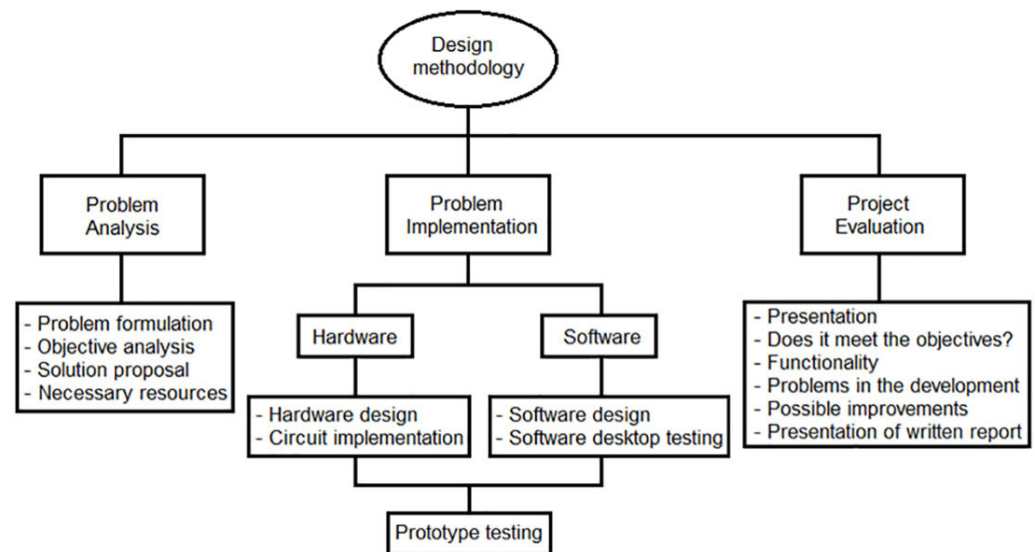 Design
methodology
Problem
Analysis
Problem
Implementation
Project
Evaluation
- Problem formulation
- Objective analysis
- Solution proposal
- Necessary resources
Hardware
Software
- Hardware design
- Circuit implementation
- Software design
- Software desktop testing
Prototype testing
- Presentation
- Does it meet the objectives?
- Functionality
- Problems in the development
- Possible improvements
- Presentation of written report